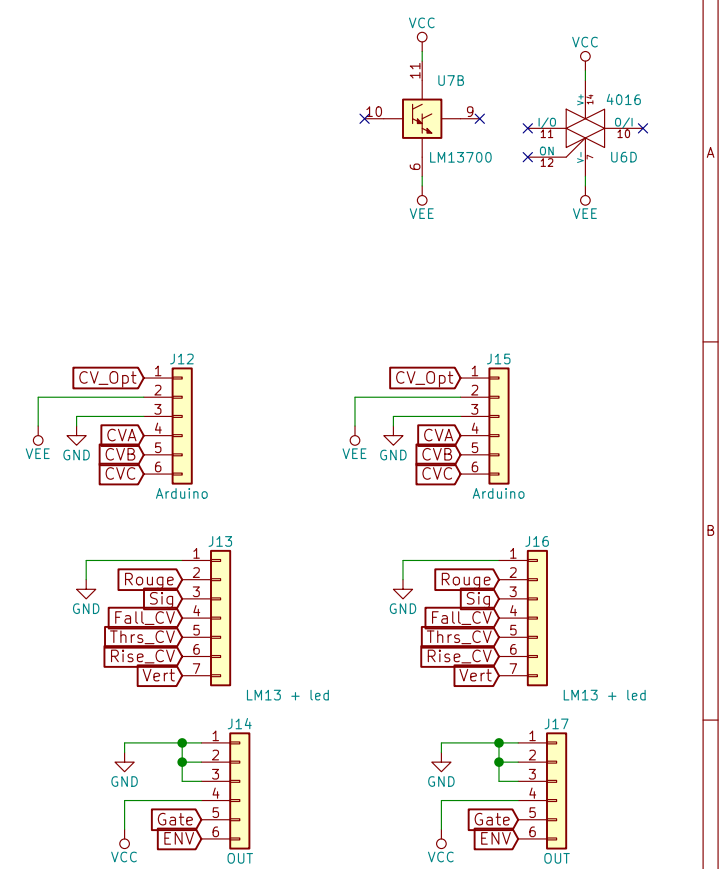 VCC
11
U7B
10
9
LM13700
6
VEE
VCC
V+
14
4016
I/O
11
O/I
10
ON
12
V-
7
U6D
VEE
A
J12
CV_Opt 1
2
3
CVA 4
CVB 5
CVC 6
VEE
GND
Arduino
J15
CV_Opt 1
2
3
CVA 4
CVB 5
CVC 6
VEE
GND
Arduino
B
J13
1
Rouge 2
Sig 3
Fall_CV 4
Thrs_CV 5
Rise_CV 6
Vert 7
GND
LM13 + led
J16
1
Rouge 2
Sig 3
Fall_CV 4
Thrs_CV 5
Rise_CV 6
Vert 7
GND
LM13 + led
J14
1
2
3
4
Gate 5
ENV 6
GND
VCC
OUT
J17
1
2
3
4
Gate 5
ENV 6
GND
VCC
OUT